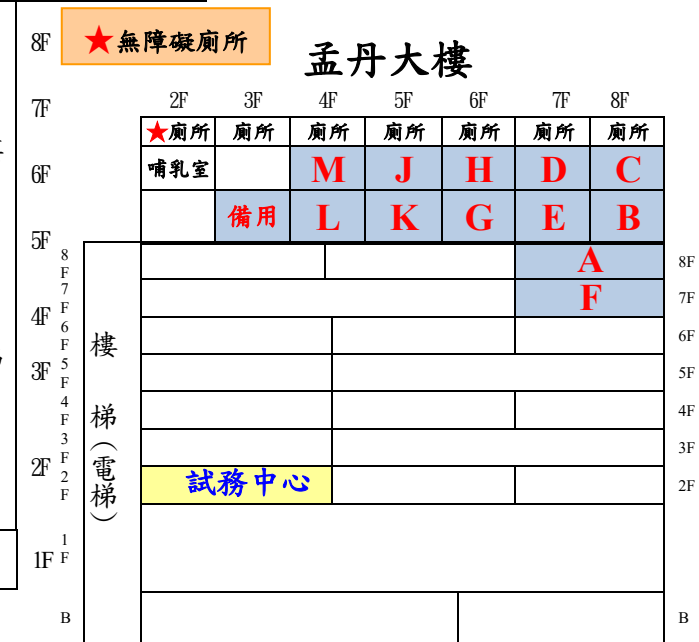 8F
★無障礙廁所
孟丹大樓
7F
2F 3F 4F 5F 6F 7F 8F
★廁所 廁所 廁所 廁所 廁所 廁所 廁所
6F
哺乳室 M J H D C
備用 L K G E B
5F
8F A 8F
7F F 7F
4F
6F 6F
樓梯(電梯)
3F
5F 5F
4F 4F
3F 3F
2F
2F 試務中心 2F
1F 1F
B B